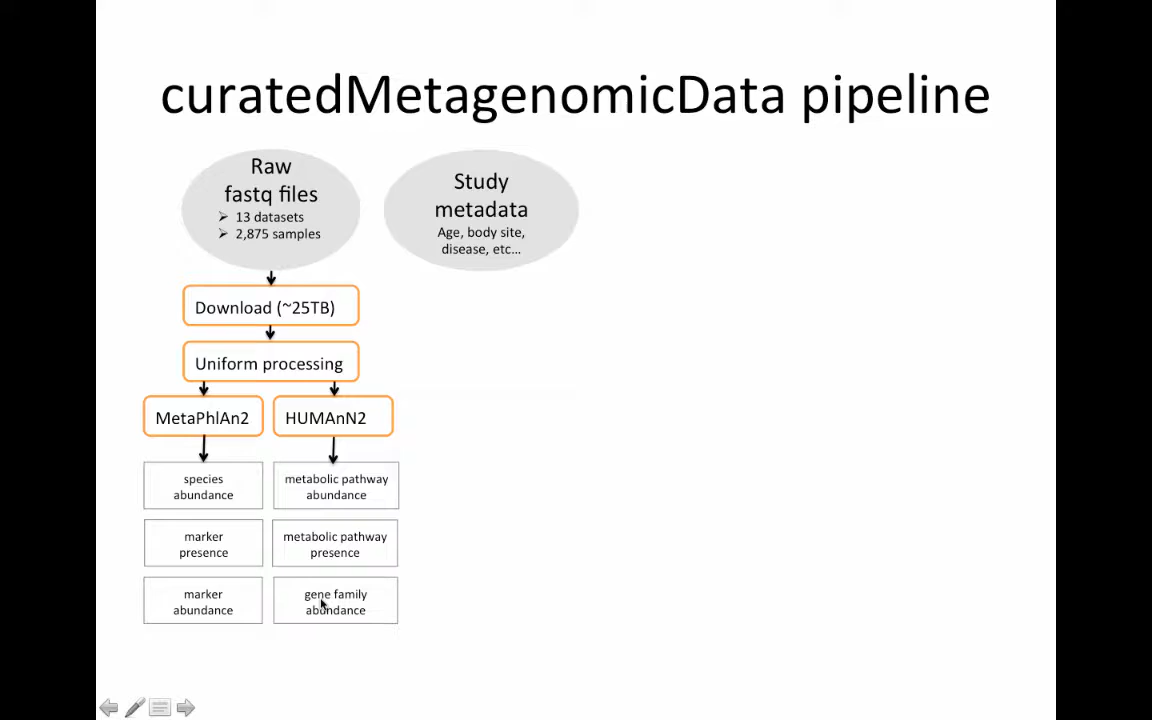 curatedMetagenomicData pipeline
Raw
fastq files
➢ 13 datasets
➢ 2,875 samples
Study
metadata
Age, body site,
disease, etc...
Download (~25TB)
Uniform processing
MetaPhlAn2
HUMAnN2
species
abundance
metabolic pathway
abundance
marker
presence
metabolic pathway
presence
marker
abundance
gene family
abundance